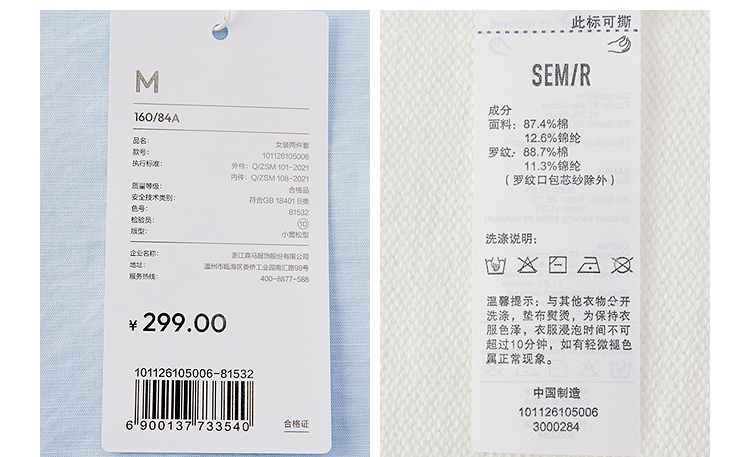 M
160/84A
品名: 女装两件套
款号: 101126105006
执行标准: 外件: Q/ZSM 101-2021
内件: Q/ZSM 108-2021
质量等级: 合格品
安全技术类别: 符合GB 18401 B类
色号: 81532
检验员: 10
版型: 小宽松型
企业名称: 浙江森马服饰股份有限公司
地址: 温州市瓯海区娄桥工业园南汇路98号
服务热线: 400-8877-588
¥ 299.00
101126105006-81532
6 900137 733540
合格证
此标可撕
SEM/R
成分
面料: 87.4%棉
12.6%锦纶
罗纹: 88.7%棉
11.3%锦纶
(罗纹口包芯纱除外)
洗涤说明:
温馨提示: 与其他衣物分开
洗涤, 垫布熨烫, 为保持衣
服色泽, 衣服浸泡时间不可
超过10分钟, 如有轻微褪色
属正常现象。
中国制造
101126105006
3000284